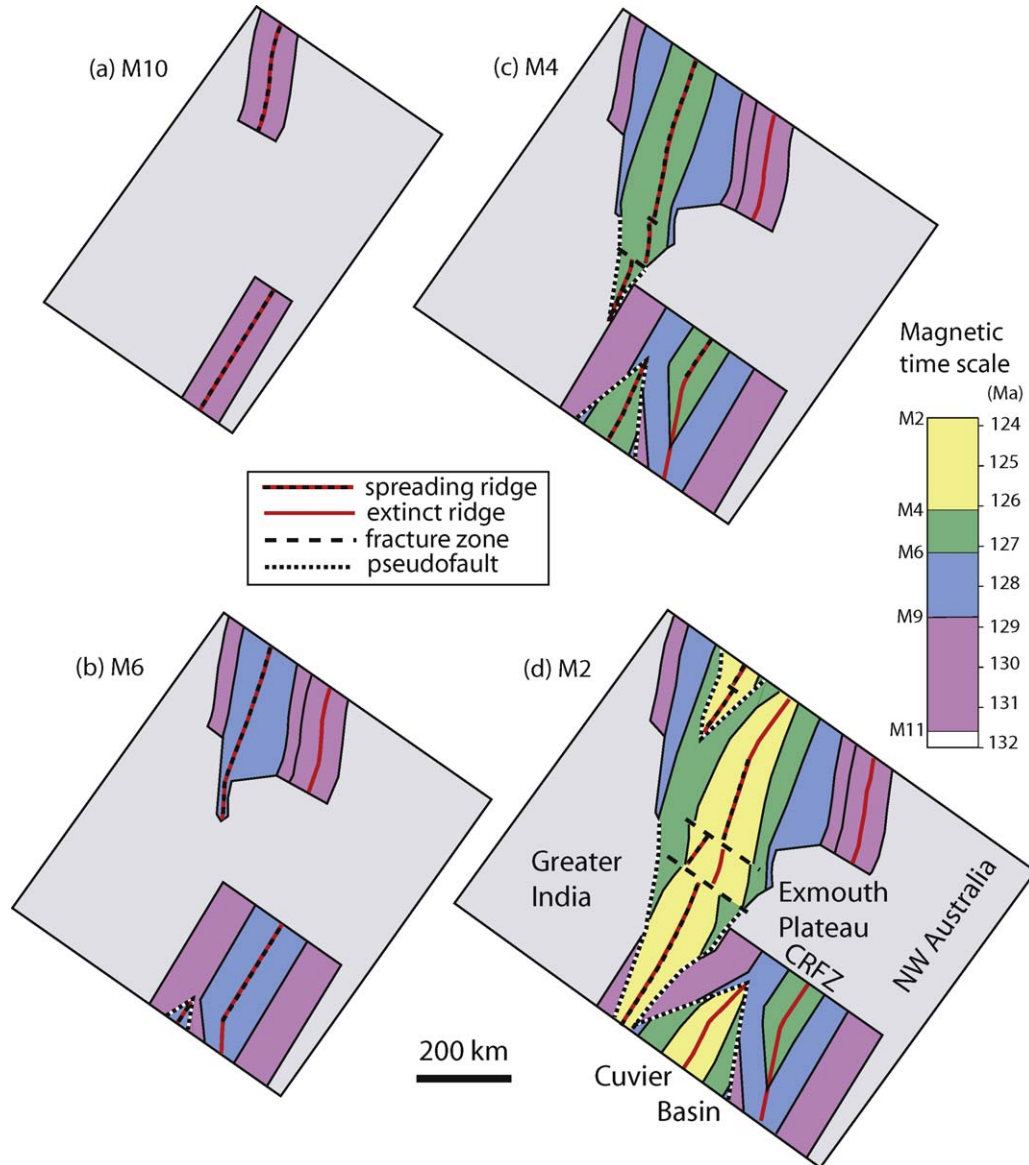 (a) M10
(c) M4
Magnetic
time scale
(Ma)
M2
124
125
126
M4
127
M6
128
M9
129
130
131
M11
132
spreading ridge
extinct ridge
fracture zone
pseudofault
(b) M6
(d) M2
Greater
India
Exmouth
Plateau
CRFZ
NW Australia
200 km
Cuvier
Basin